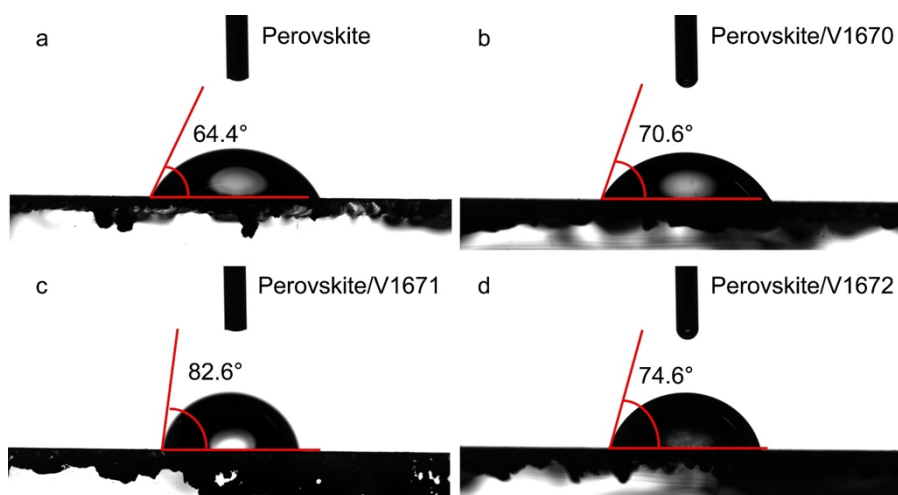 a
Perovskite
64.4°
b
Perovskite/V1670
70.6°
c
Perovskite/V1671
82.6°
d
Perovskite/V1672
74.6°